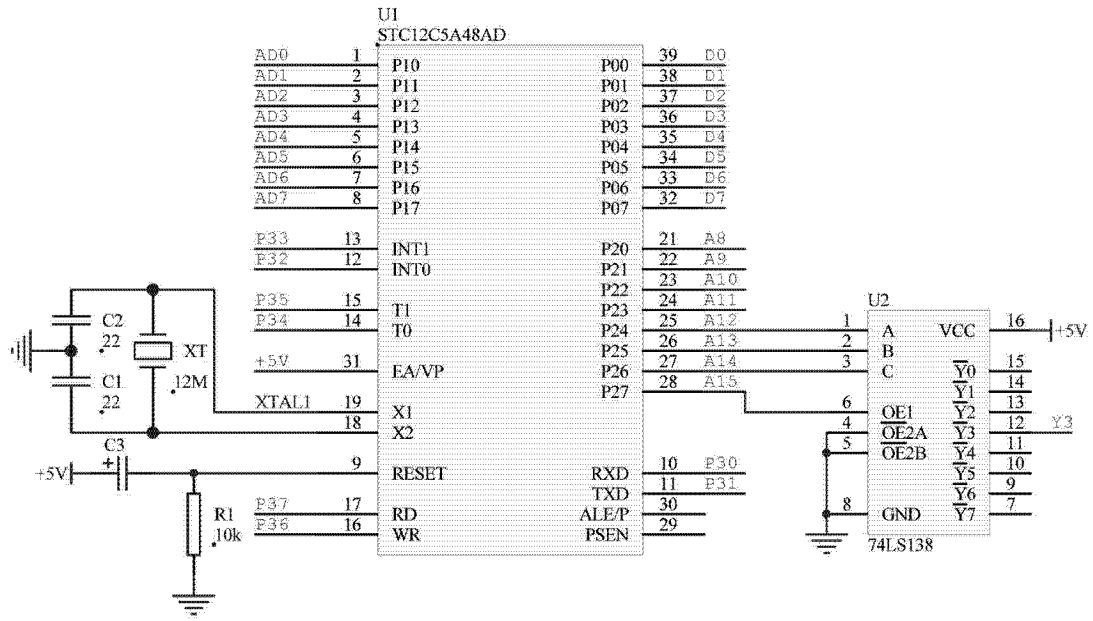 U1
STC12C5A48AD
AD0 1 P10 P00 39 D0
AD1 2 P11 P01 38 D1
AD2 3 P12 P02 37 D2
AD3 4 P13 P03 36 D3
AD4 5 P14 P04 35 D4
AD5 6 P15 P05 34 D5
AD6 7 P16 P06 33 D6
AD7 8 P17 P07 32 D7
P33 13 INT1 P20 21 A8
P32 12 INT0 P21 22 A9
P22 23 A10
P35 15 T1 P23 24 A11
P34 14 T0 P24 25 A12
P25 26 A13
+5V 31 EA/VP P26 27 A14
P27 28 A15
XTAL1 19 X1
18 X2
9 RESET RXD 10 P30
TXD 11 P31
P37 17 RD ALE/P 30
P36 16 WR PSEN 29
C2
22
XT
12M
C1
22
C3
+
+5V
R1
10k
U2
1 A VCC 16 +5V
2 B
3 C Y0 15
Y1 14
6 OE1 Y2 13
4 OE2A Y3 12 Y3
5 OE2B Y4 11
Y5 10
Y6 9
8 GND Y7 7
74LS138